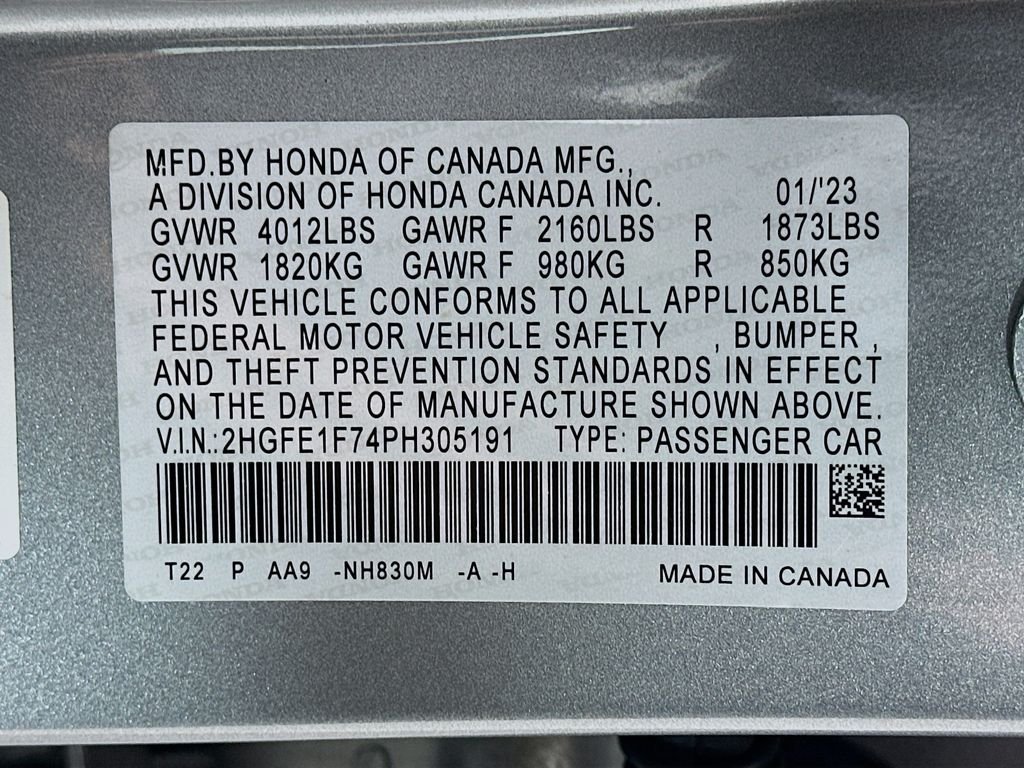 MFD.BY HONDA OF CANADA MFG.,
A DIVISION OF HONDA CANADA INC. 01/'23
GVWR 4012LBS GAWR F 2160LBS R 1873LBS
GVWR 1820KG GAWR F 980KG R 850KG
THIS VEHICLE CONFORMS TO ALL APPLICABLE
FEDERAL MOTOR VEHICLE SAFETY , BUMPER ,
AND THEFT PREVENTION STANDARDS IN EFFECT
ON THE DATE OF MANUFACTURE SHOWN ABOVE.
V.I.N.:2HGFE1F74PH305191 TYPE: PASSENGER CAR
T22 P AA9 -NH830M -A -H MADE IN CANADA